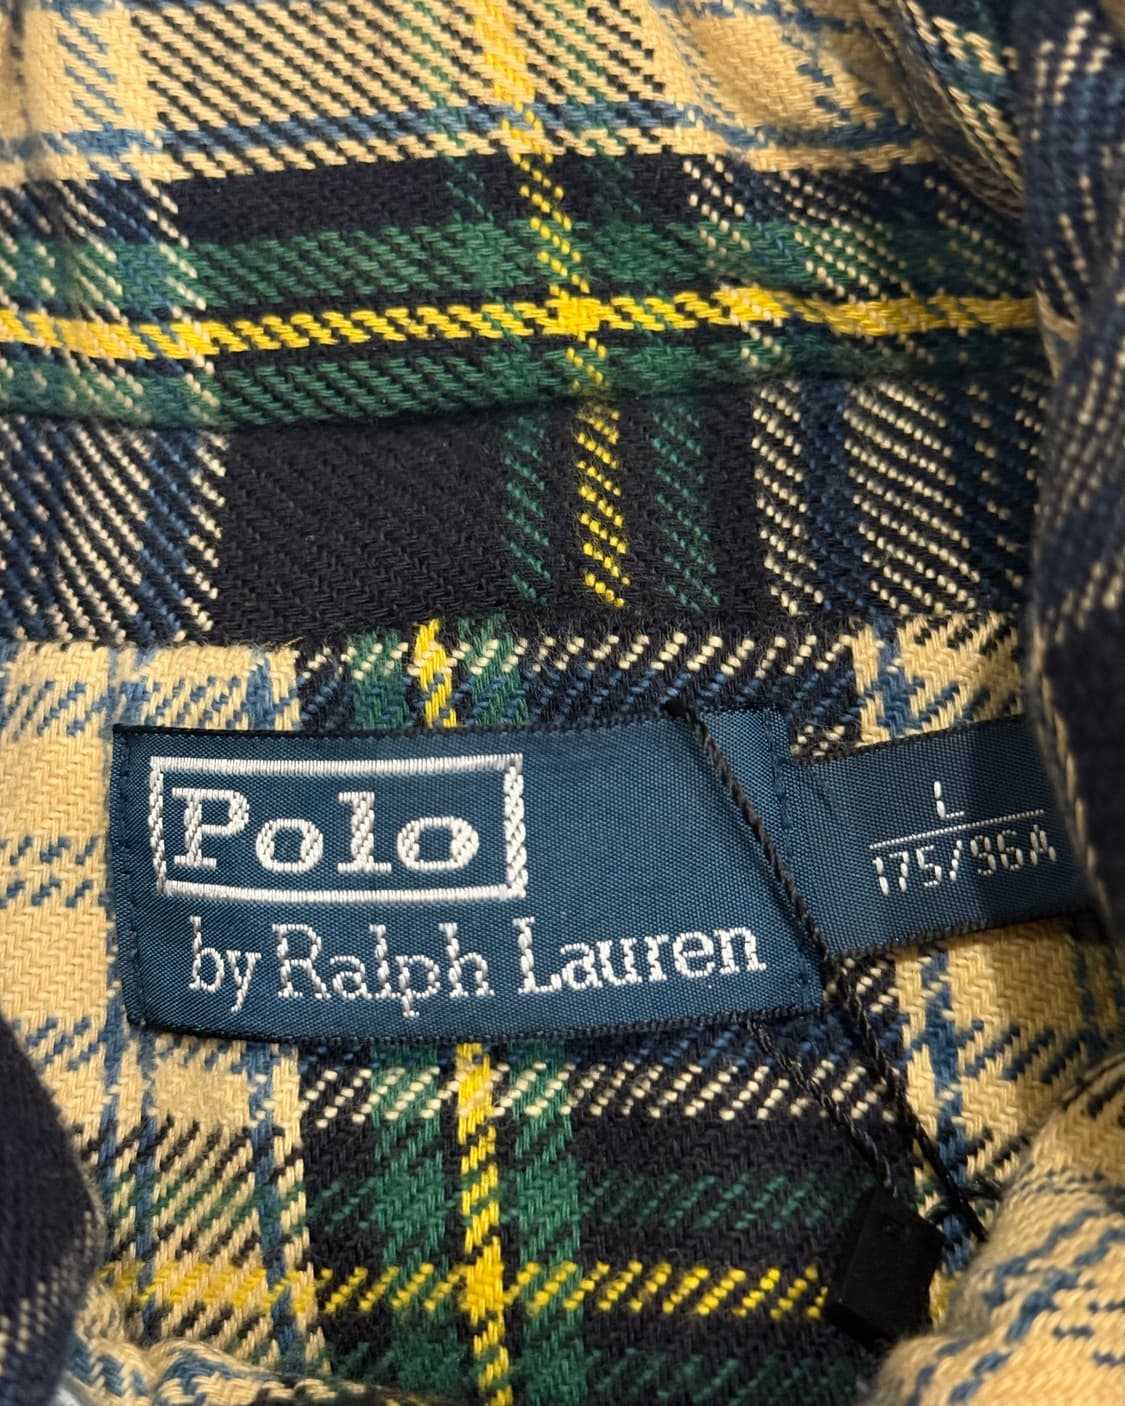 Polo
by Ralph Lauren
L
175/96A